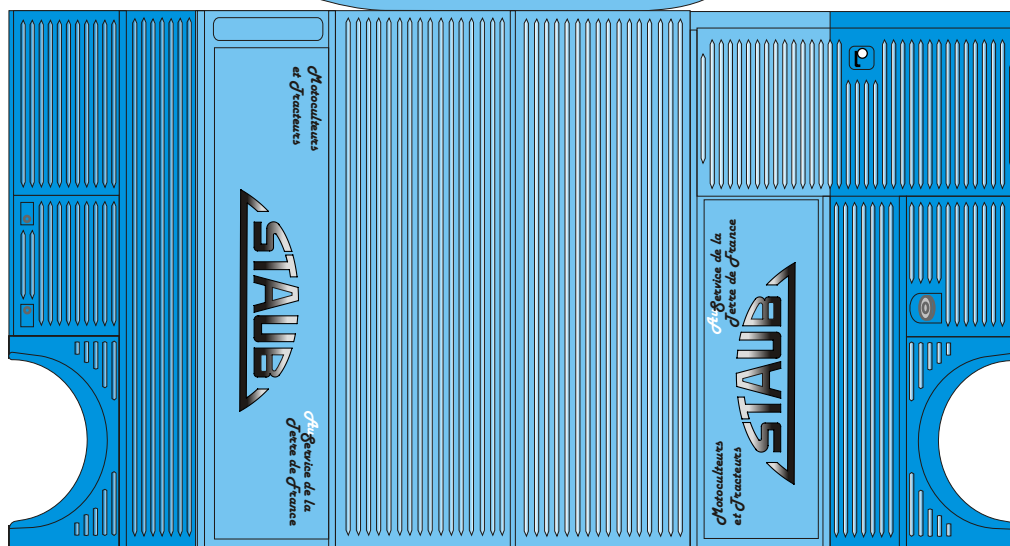 Motoculteurs
et Tracteurs
STAUB
Au Service de la
Terre de France
Au Service de la
Terre de France
STAUB
Motoculteurs
et Tracteurs